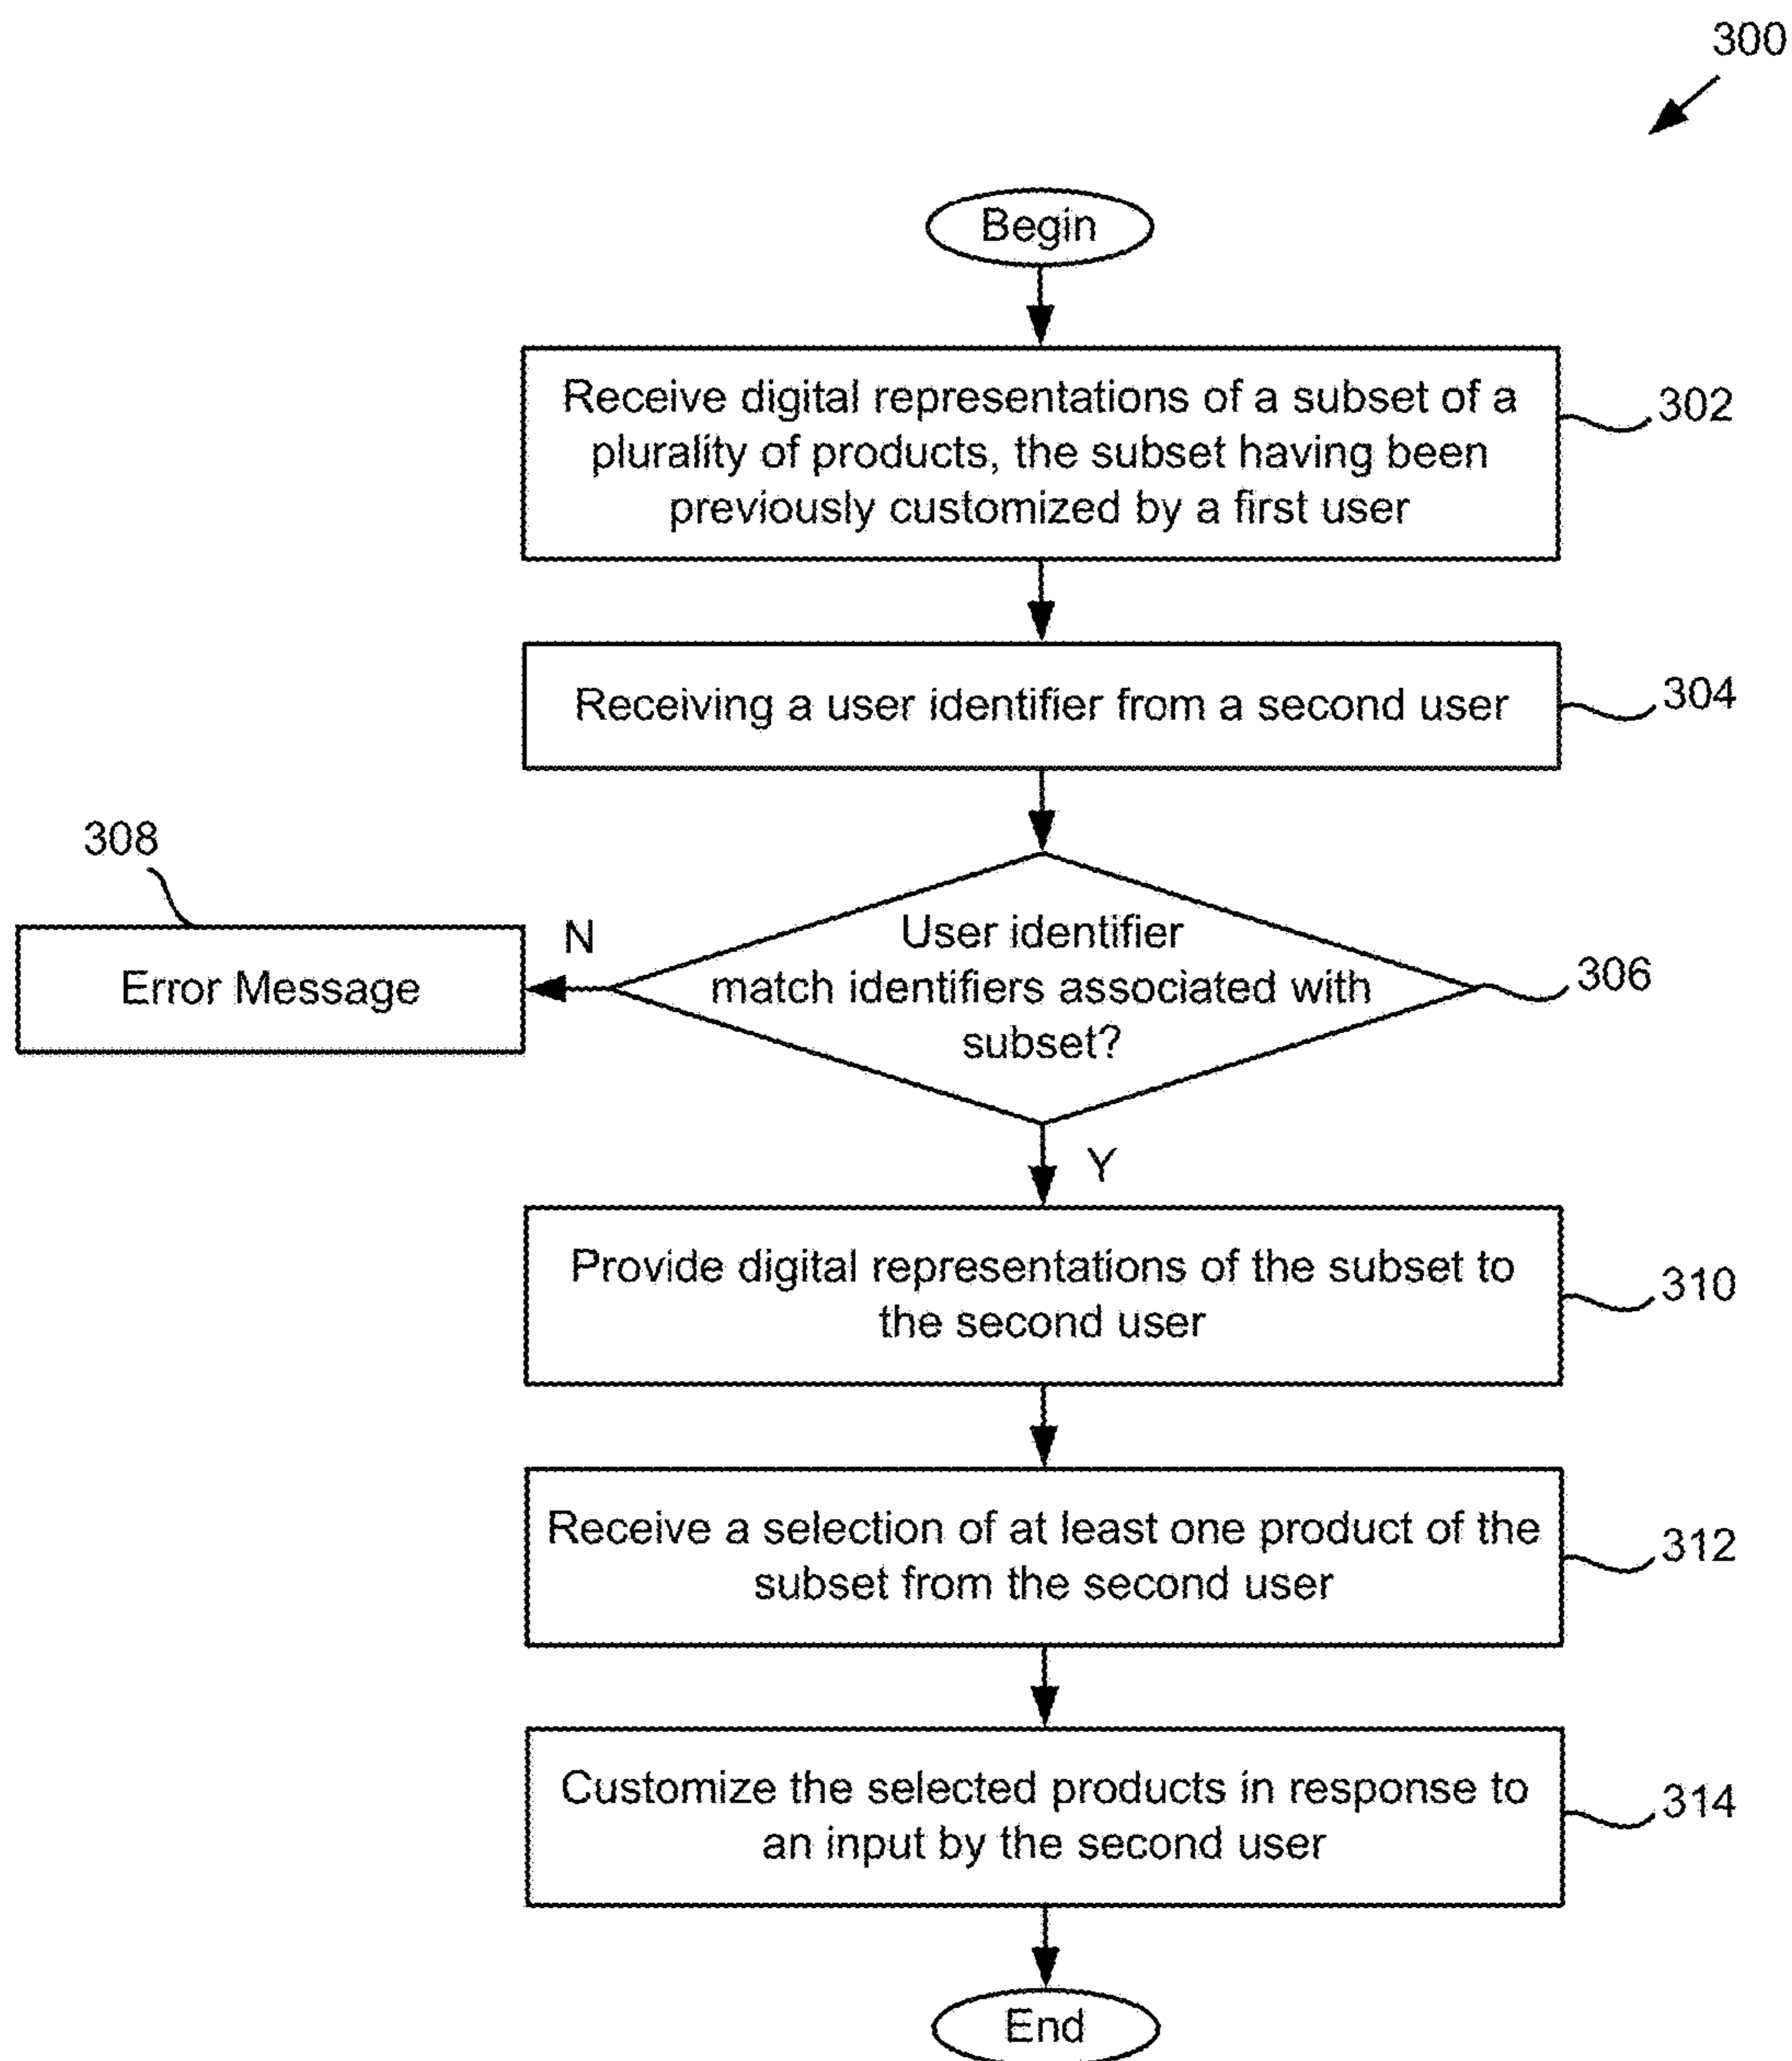 300
Begin
Receive digital representations of a subset of a
plurality of products, the subset having been
previously customized by a first user
302
Receiving a user identifier from a second user
304
308
N
Error Message
User identifier
match identifiers associated with
subset?
306
Y
Provide digital representations of the subset to
the second user
310
Receive a selection of at least one product of the
subset from the second user
312
Customize the selected products in response to
an input by the second user
314
End